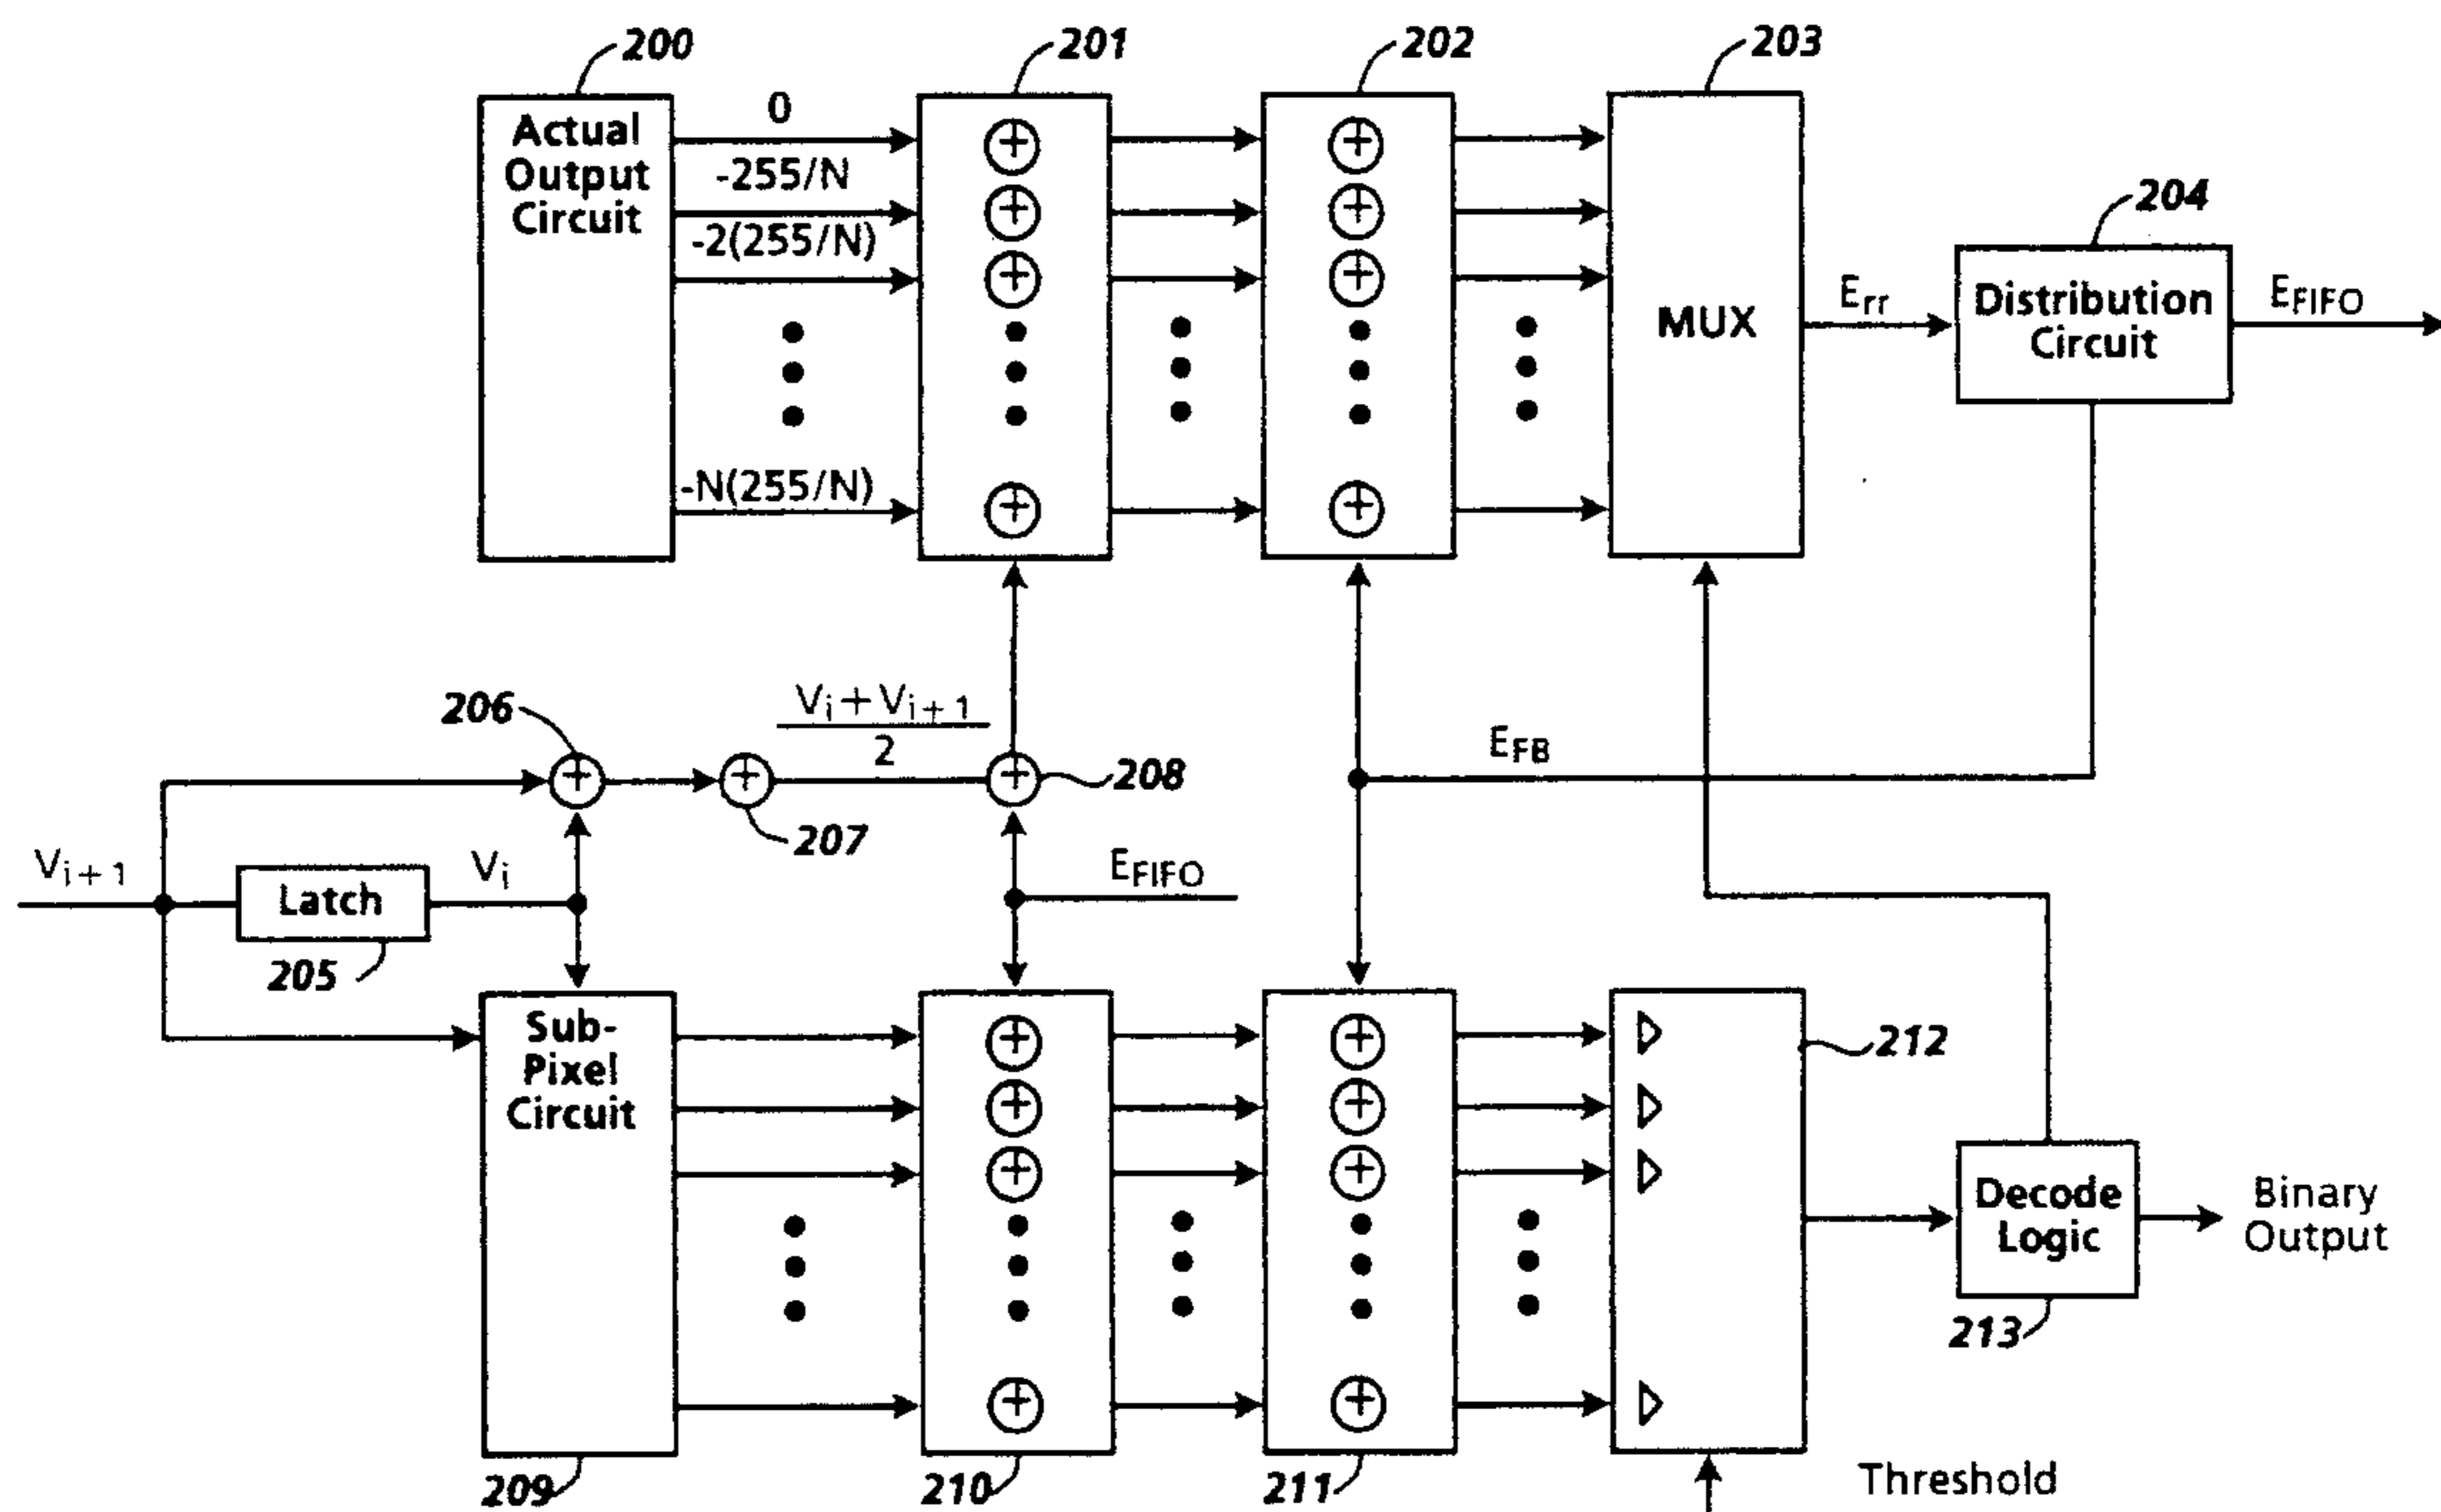 200
201
202
203
Actual
Output
Circuit
0
-255/N
-2(255/N)
-N(255/N)
MUX
204
Err
Distribution
Circuit
EFIFO
206
Vi + Vi + 1
2
207
208
EFB
Vi + 1
Latch
Vi
205
EFIFO
Sub-
Pixel
Circuit
212
Decode
Logic
Binary
Output
213
209
210
211
Threshold